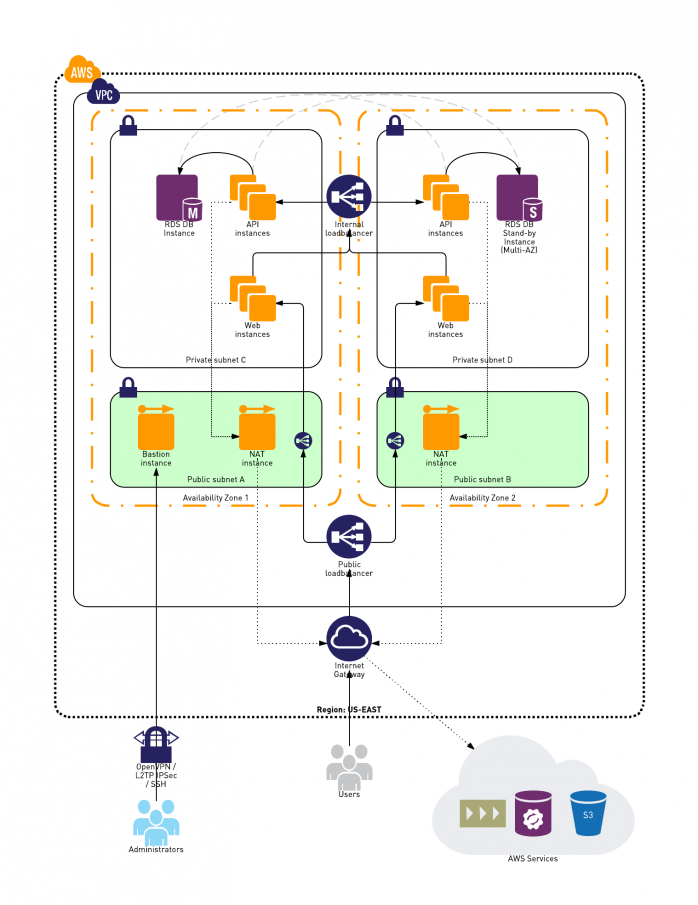 AWS
VPC
M
RDS DB
Instance
API
instances
Internal
loadbalancer
API
instances
S
RDS DB
Stand-by
Instance
(Multi-AZ)
Web
instances
Web
instances
Private subnet C
Private subnet D
Bastion
instance
NAT
instance
NAT
instance
Public subnet A
Public subnet B
Availability Zone 1
Availability Zone 2
Public
loadbalancer
Internet
Gateway
Region: US-EAST
OpenVPN /
L2TP IPSec
/ SSH
Users
Administrators
S3
AWS Services